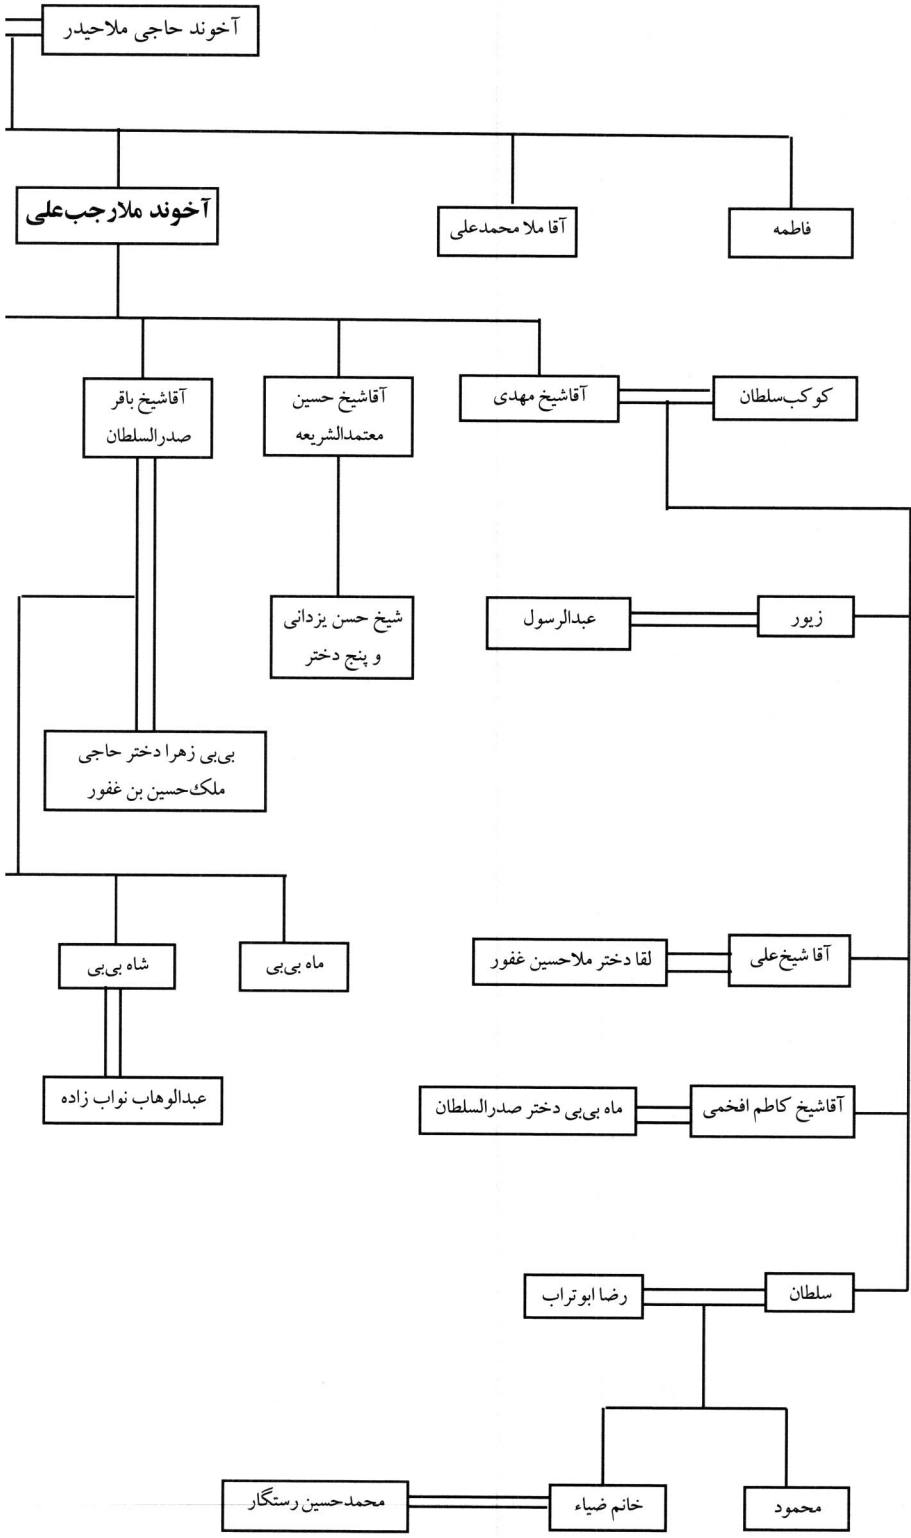 آخوند حاجی ملاحیدر
فاطمه
آقا ملا محمدعلی
آخوند ملارجب‌علی
کوکب‌سلطان
آقاشیخ مهدی
آقاشیخ حسین
معتمدالشریعه
آقاشیخ باقر
صدرالسلطان
زیور
عبدالرسول
شیخ حسن یزدانی
و پنج دختر
بی‌بی زهرا دختر حاجی
ملک‌حسین بن غفور
آقا شیخ‌علی
لقا دختر ملاحسین غفور
ماه بی‌بی
شاه بی‌بی
آقاشیخ کاظم افخمی
ماه بی‌بی دختر صدرالسلطان
عبدالوهاب نواب زاده
سلطان
رضا ابوتراب
محمود
خانم ضیاء
محمدحسین رستگار